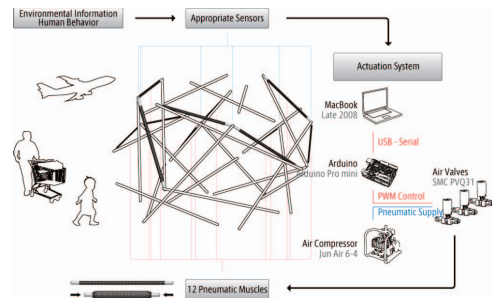 Environmental Information
Human Behavior
Appropriate Sensors
Actuation System
MacBook
Late 2008
USB - Serial
Arduino
Arduino Pro mini
Air Valves
SMC PVQ31
PWM Control
Pneumatic Supply
Air Compressor
Jun Air 6-4
12 Pneumatic Muscles